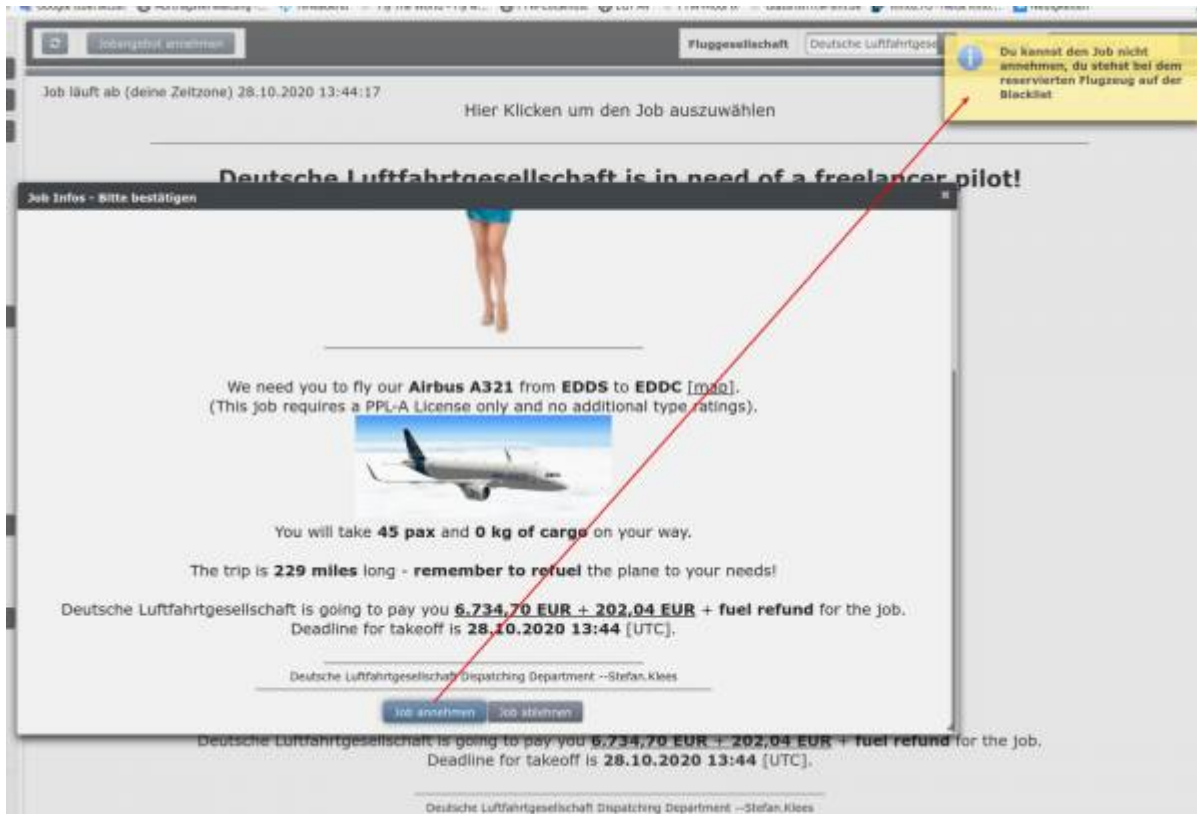 Jobangebot annehmen
Fluggesellschaft
Deutsche Luftfahrtgese
Du kannst den Job nicht
annehmen, du stehst bei dem
reservierten Flugzeug auf der
Blacklist
Job läuft ab (deine Zeitzone) 28.10.2020 13:44:17
Hier Klicken um den Job auszuwählen
Deutsche Luftfahrtgesellschaft is in need of a freelancer pilot!
Job Infos - Bitte bestätigen
We need you to fly our Airbus A321 from EDDS to EDDC [map].
(This job requires a PPL-A License only and no additional type ratings).
You will take 45 pax and 0 kg of cargo on your way.
The trip is 229 miles long - remember to refuel the plane to your needs!
Deutsche Luftfahrtgesellschaft is going to pay you 6.734,70 EUR + 202,04 EUR + fuel refund for the job.
Deadline for takeoff is 28.10.2020 13:44 [UTC].
Deutsche Luftfahrtgesellschaft Dispatching Department --Stefan.Klees
Job annehmen
Job ablehnen
Deutsche Luftfahrtgesellschaft is going to pay you 6.734,70 EUR + 202,04 EUR + fuel refund for the job.
Deadline for takeoff is 28.10.2020 13:44 [UTC].
Deutsche Luftfahrtgesellschaft Dispatching Department --Stefan.Klees